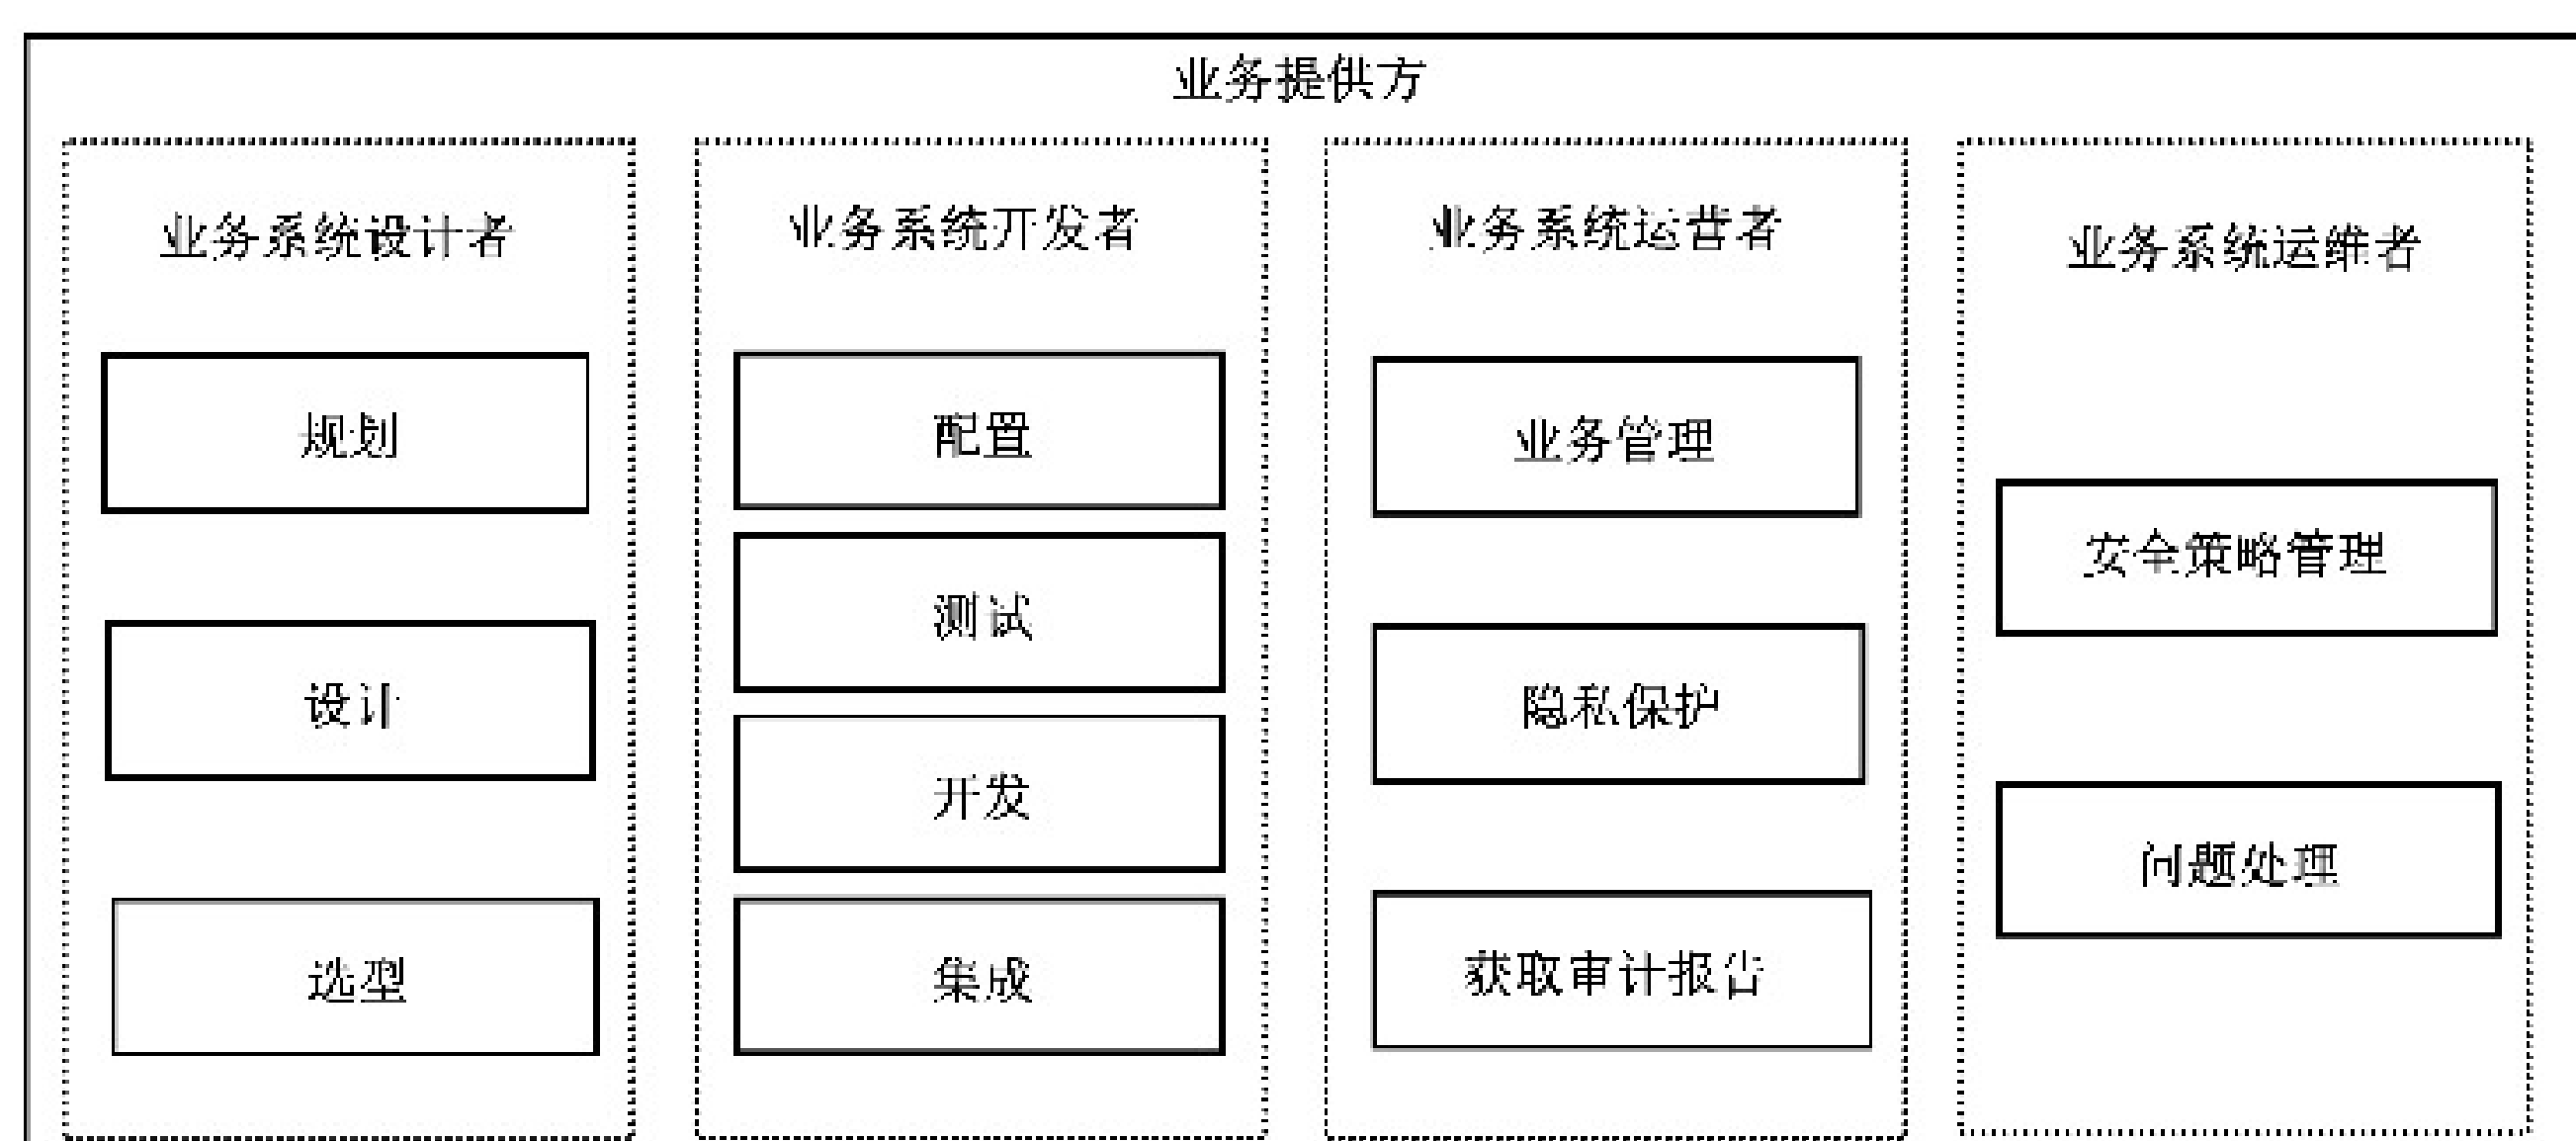 业务提供方
业务系统设计者
规划
设计
选型
业务系统开发者
配置
测试
开发
集成
业务系统运营者
业务管理
隐私保护
获取审计报告
业务系统运维者
安全策略管理
问题处理